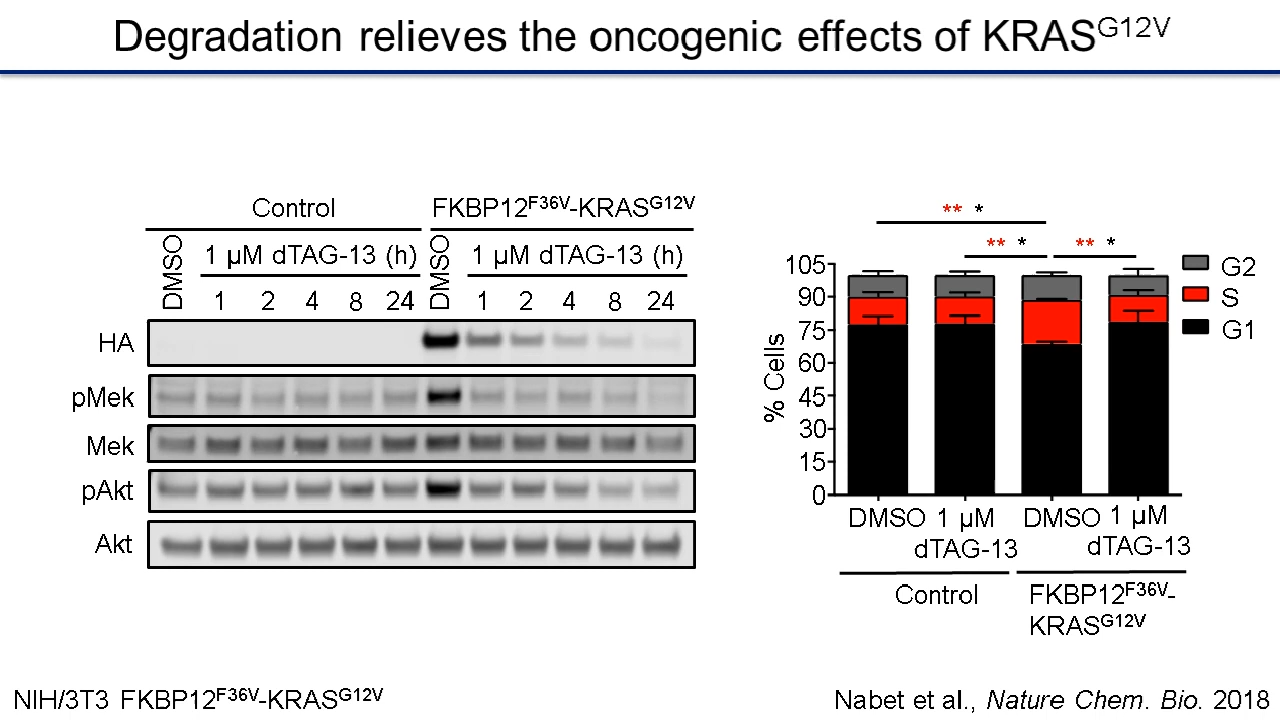 Degradation relieves the oncogenic effects of KRASG12V
Control FKBP12F36V-KRASG12V
DMSO 1 µM dTAG-13 (h) DMSO 1 µM dTAG-13 (h)
1 2 4 8 24 1 2 4 8 24
HA
pMek
Mek
pAkt
Akt
** *
** * ** *
% Cells
105
90
75
60
45
30
15
0
G2
S
G1
DMSO 1 µM dTAG-13 DMSO 1 µM dTAG-13
Control FKBP12F36V-
KRASG12V
NIH/3T3 FKBP12F36V-KRASG12V
Nabet et al., Nature Chem. Bio. 2018